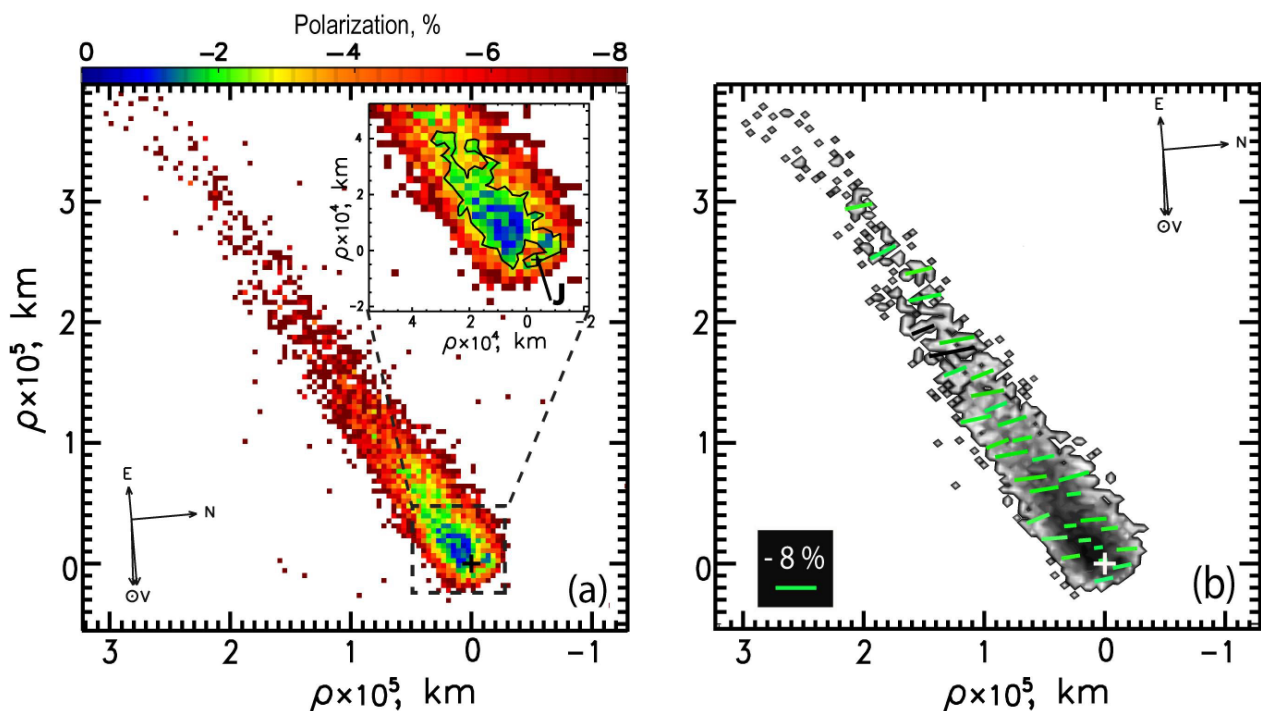 Polarization, %
0 −2 −4 −6 −8
3
2
1
0
ρ×10⁵, km
3 2 1 0 −1
ρ×10⁵, km
4
2
0
−2
ρ×10⁴, km
4 2 0 −2
ρ×10⁴, km
J
E
N
⊙V
(a)
3
2
1
0
3 2 1 0 −1
ρ×10⁵, km
E
N
⊙V
- 8 %
(b)